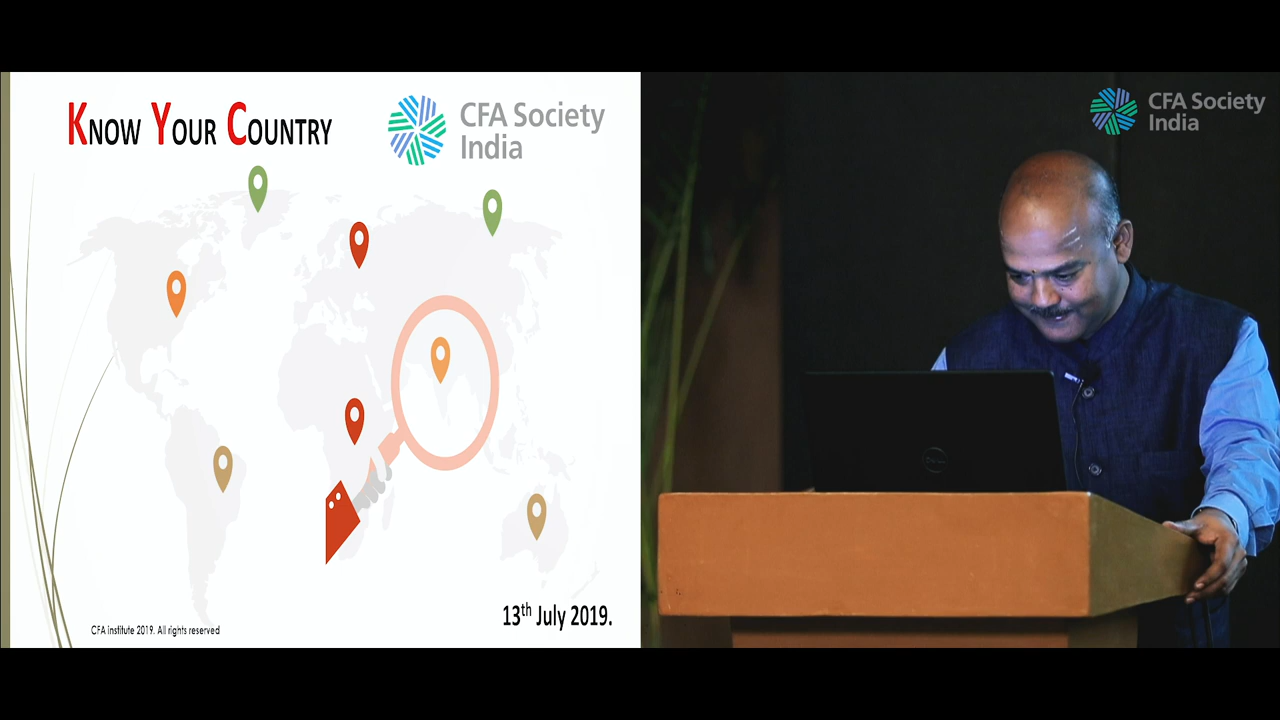 KNOW YOUR COUNTRY
CFA Society
India
13th July 2019.
CFA institute 2019. All rights reserved
CFA Society
India